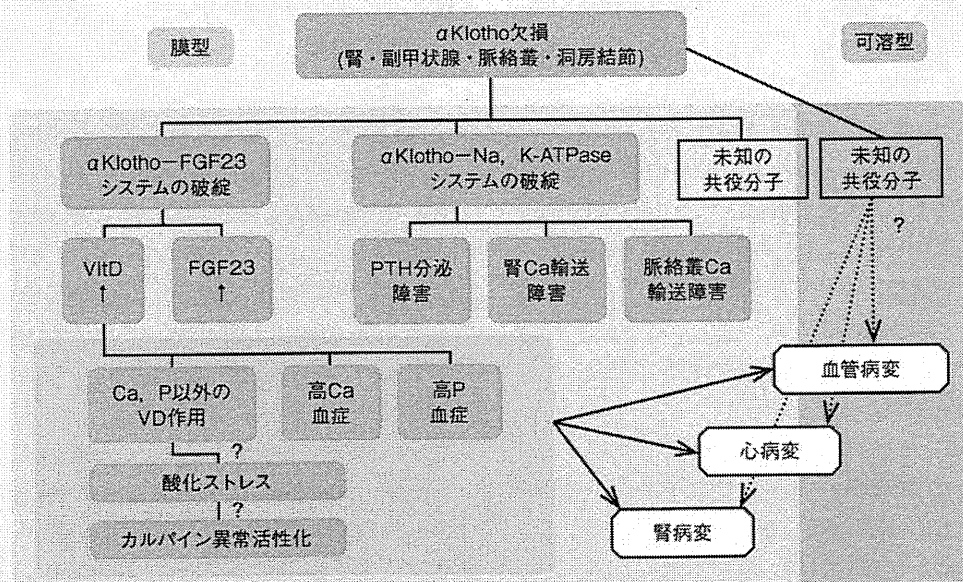 膜型
αKlotho欠損
(腎・副甲状腺・脈絡叢・洞房結節)
可溶型
αKlotho−FGF23
システムの破綻
αKlotho−Na, K-ATPase
システムの破綻
未知の
共役分子
未知の
共役分子
?
VitD
↑
FGF23
↑
PTH分泌
障害
腎Ca輸送
障害
脈絡叢Ca
輸送障害
Ca, P以外の
VD作用
高Ca
血症
高P
血症
血管病変
?
酸化ストレス
心病変
?
カルパイン異常活性化
腎病変